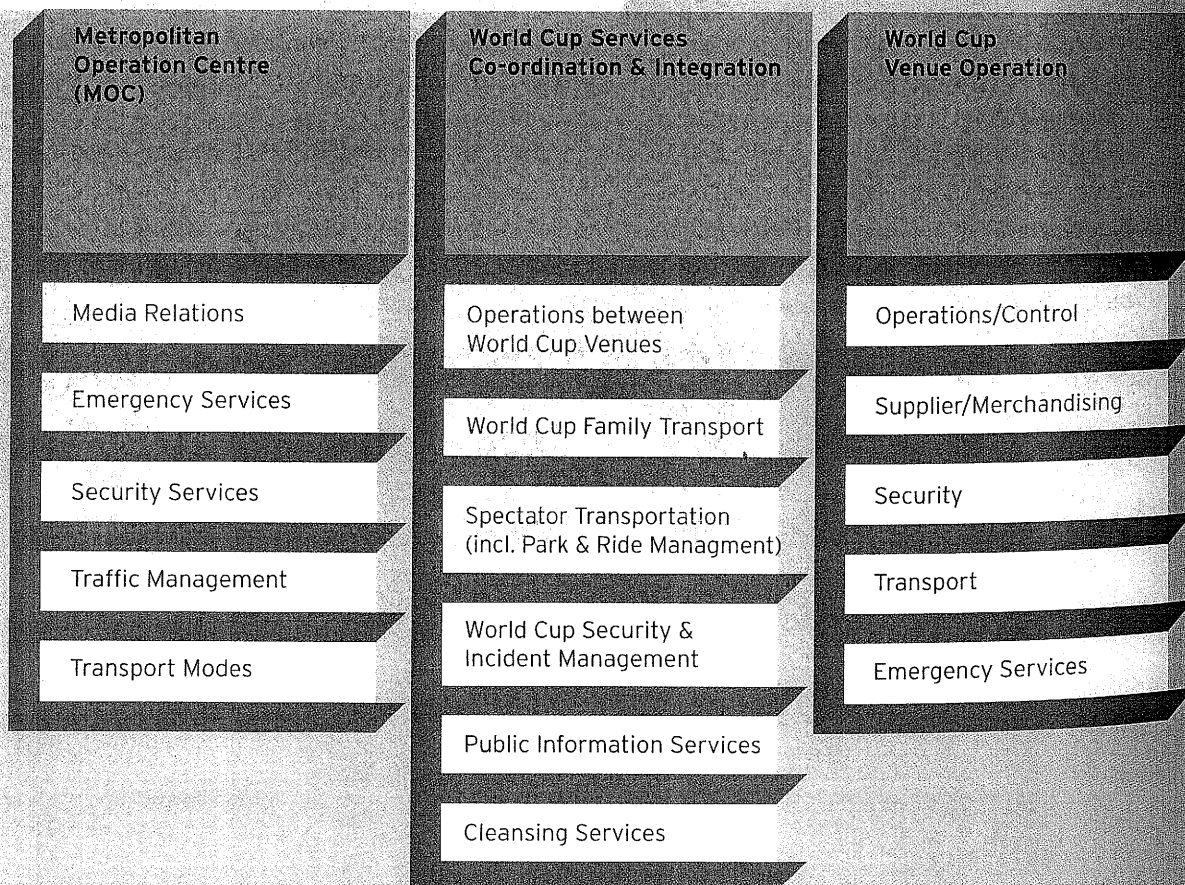 Metropolitan
Operation Centre
(MOC)
Media Relations
Emergency Services
Security Services
Traffic Management
Transport Modes
World Cup Services
Co-ordination & Integration
Operations between
World Cup Venues
World Cup Family Transport
Spectator Transportation
(incl. Park & Ride Managment)
World Cup Security &
Incident Management
Public Information Services
Cleansing Services
World Cup
Venue Operation
Operations/Control
Supplier/Merchandising
Security
Transport
Emergency Services